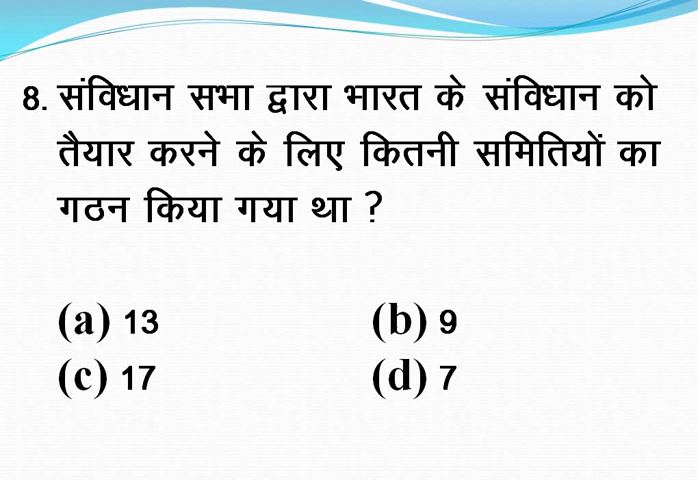 8. संविधान सभा द्वारा भारत के संविधान को
तैयार करने के लिए कितनी समितियों का
गठन किया गया था ?
(a) 13 (b) 9
(c) 17 (d) 7